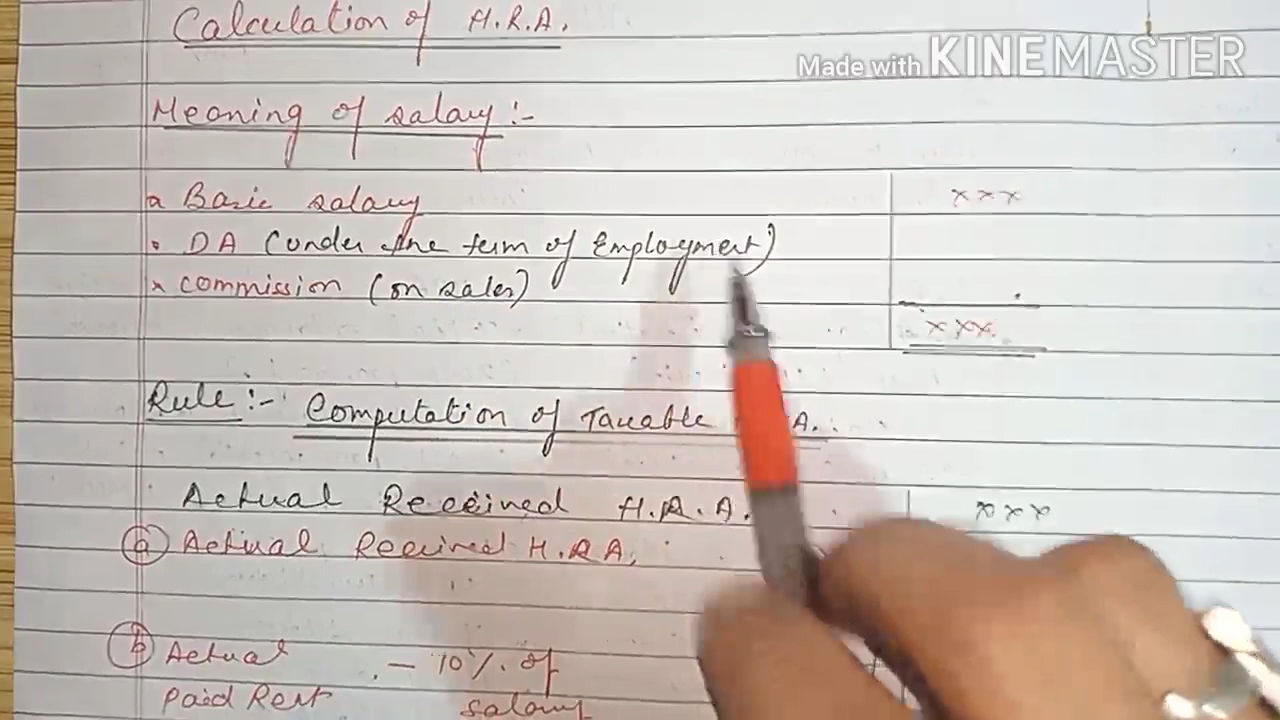 Calculation of H.R.A.
Made with KINEMASTER
Meaning of salary :-
a Basic salary xxx
• DA (under the term of Employment)
x commission (on sales)
xxx.
Rule :- Computation of Taxable A.
Actual Received H.R.A. xxx
(a) Actual Received H.R.A,
(b) Actual - 10% of
Paid Rent salary